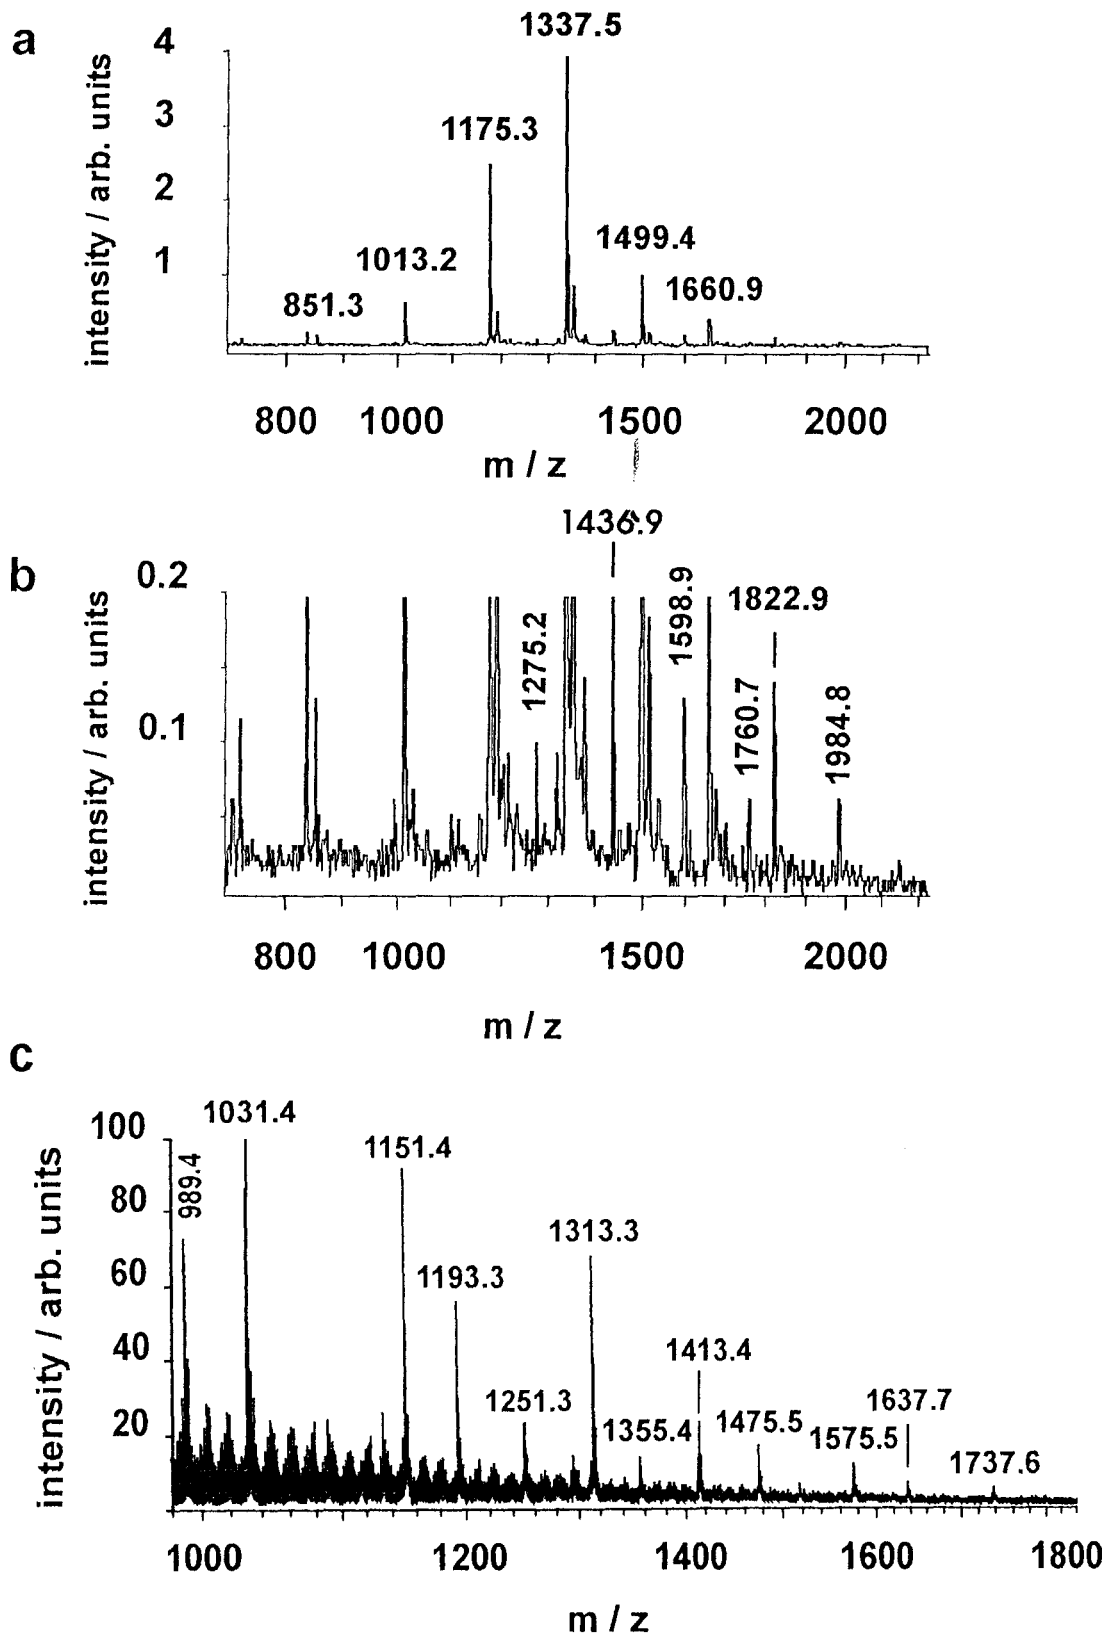 a
intensity / arb. units
4
3
2
1
1337.5
1175.3
1499.4
1013.2
1660.9
851.3
800 1000 1500 2000
m / z
b
intensity / arb. units
0.2
0.1
1436.9
1275.2
1598.9
1822.9
1760.7
1984.8
800 1000 1500 2000
m / z
c
intensity / arb. units
100
80
60
40
20
989.4
1031.4
1151.4
1193.3
1251.3
1313.3
1355.4
1413.4
1475.5
1575.5
1637.7
1737.6
1000 1200 1400 1600 1800
m / z